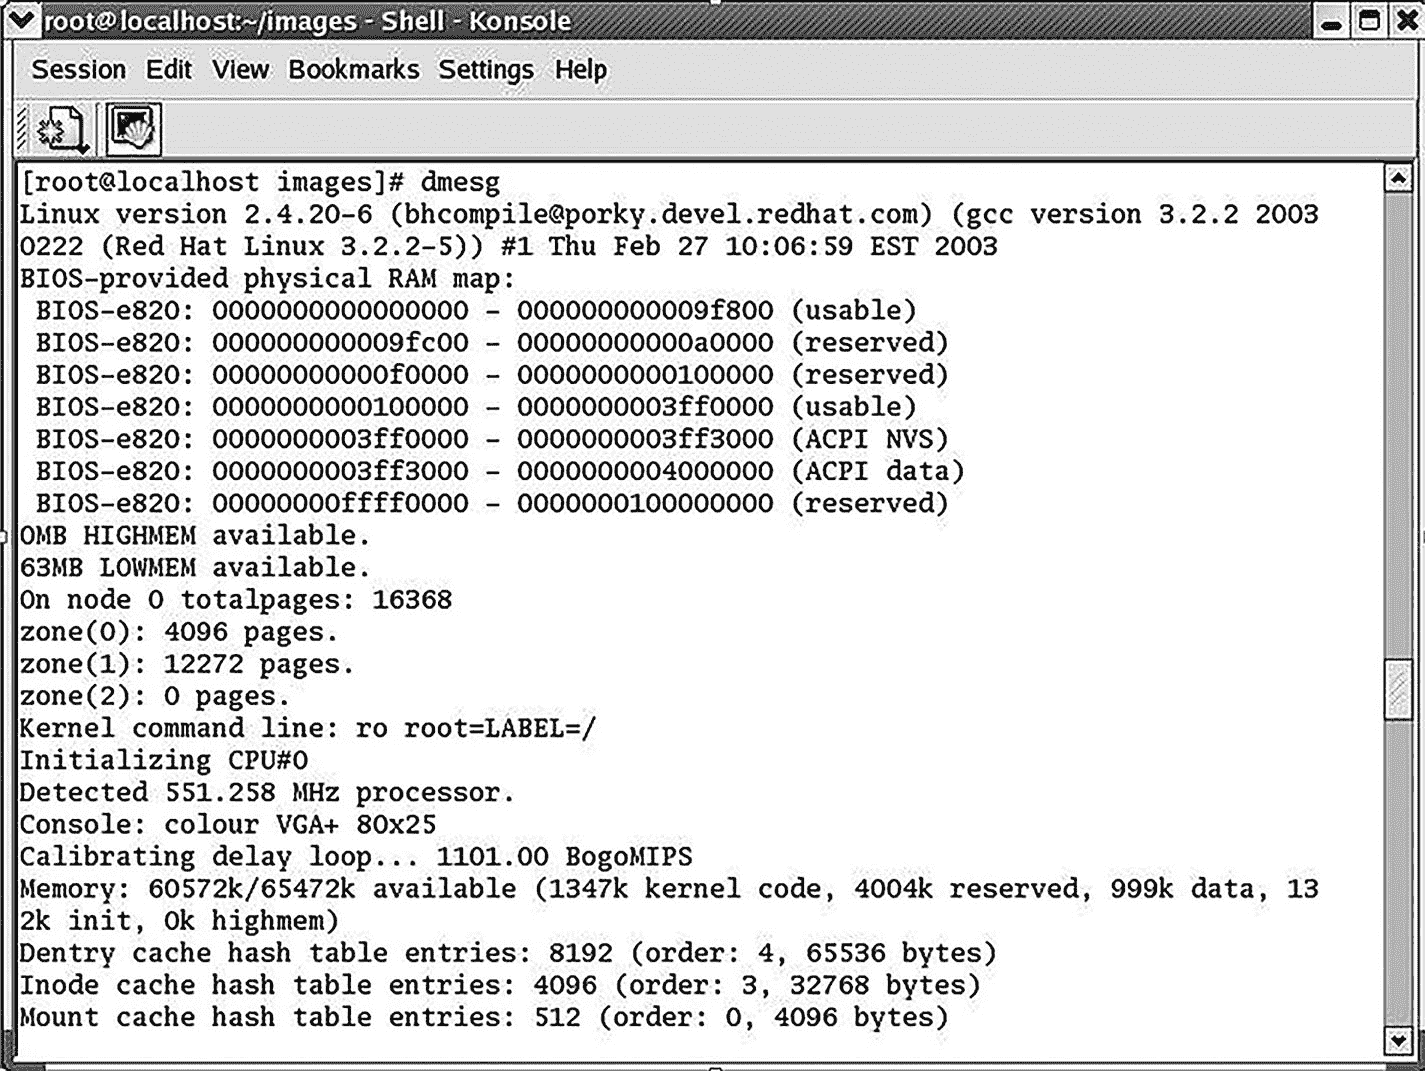 root@localhost:~/images - Shell - Konsole
Session Edit View Bookmarks Settings Help
[root@localhost images]# dmesg
Linux version 2.4.20-6 (bhcompile@porky.devel.redhat.com) (gcc version 3.2.2 2003
0222 (Red Hat Linux 3.2.2-5)) #1 Thu Feb 27 10:06:59 EST 2003
BIOS-provided physical RAM map:
BIOS-e820: 0000000000000000 - 000000000009f800 (usable)
BIOS-e820: 000000000009fc00 - 00000000000a0000 (reserved)
BIOS-e820: 00000000000f0000 - 0000000000100000 (reserved)
BIOS-e820: 0000000000100000 - 0000000003ff0000 (usable)
BIOS-e820: 0000000003ff0000 - 0000000003ff3000 (ACPI NVS)
BIOS-e820: 0000000003ff3000 - 0000000004000000 (ACPI data)
BIOS-e820: 00000000ffff0000 - 0000000100000000 (reserved)
0MB HIGHMEM available.
63MB LOWMEM available.
On node 0 totalpages: 16368
zone(0): 4096 pages.
zone(1): 12272 pages.
zone(2): 0 pages.
Kernel command line: ro root=LABEL=/
Initializing CPU#0
Detected 551.258 MHz processor.
Console: colour VGA+ 80x25
Calibrating delay loop... 1101.00 BogoMIPS
Memory: 60572k/65472k available (1347k kernel code, 4004k reserved, 999k data, 13
2k init, 0k highmem)
Dentry cache hash table entries: 8192 (order: 4, 65536 bytes)
Inode cache hash table entries: 4096 (order: 3, 32768 bytes)
Mount cache hash table entries: 512 (order: 0, 4096 bytes)